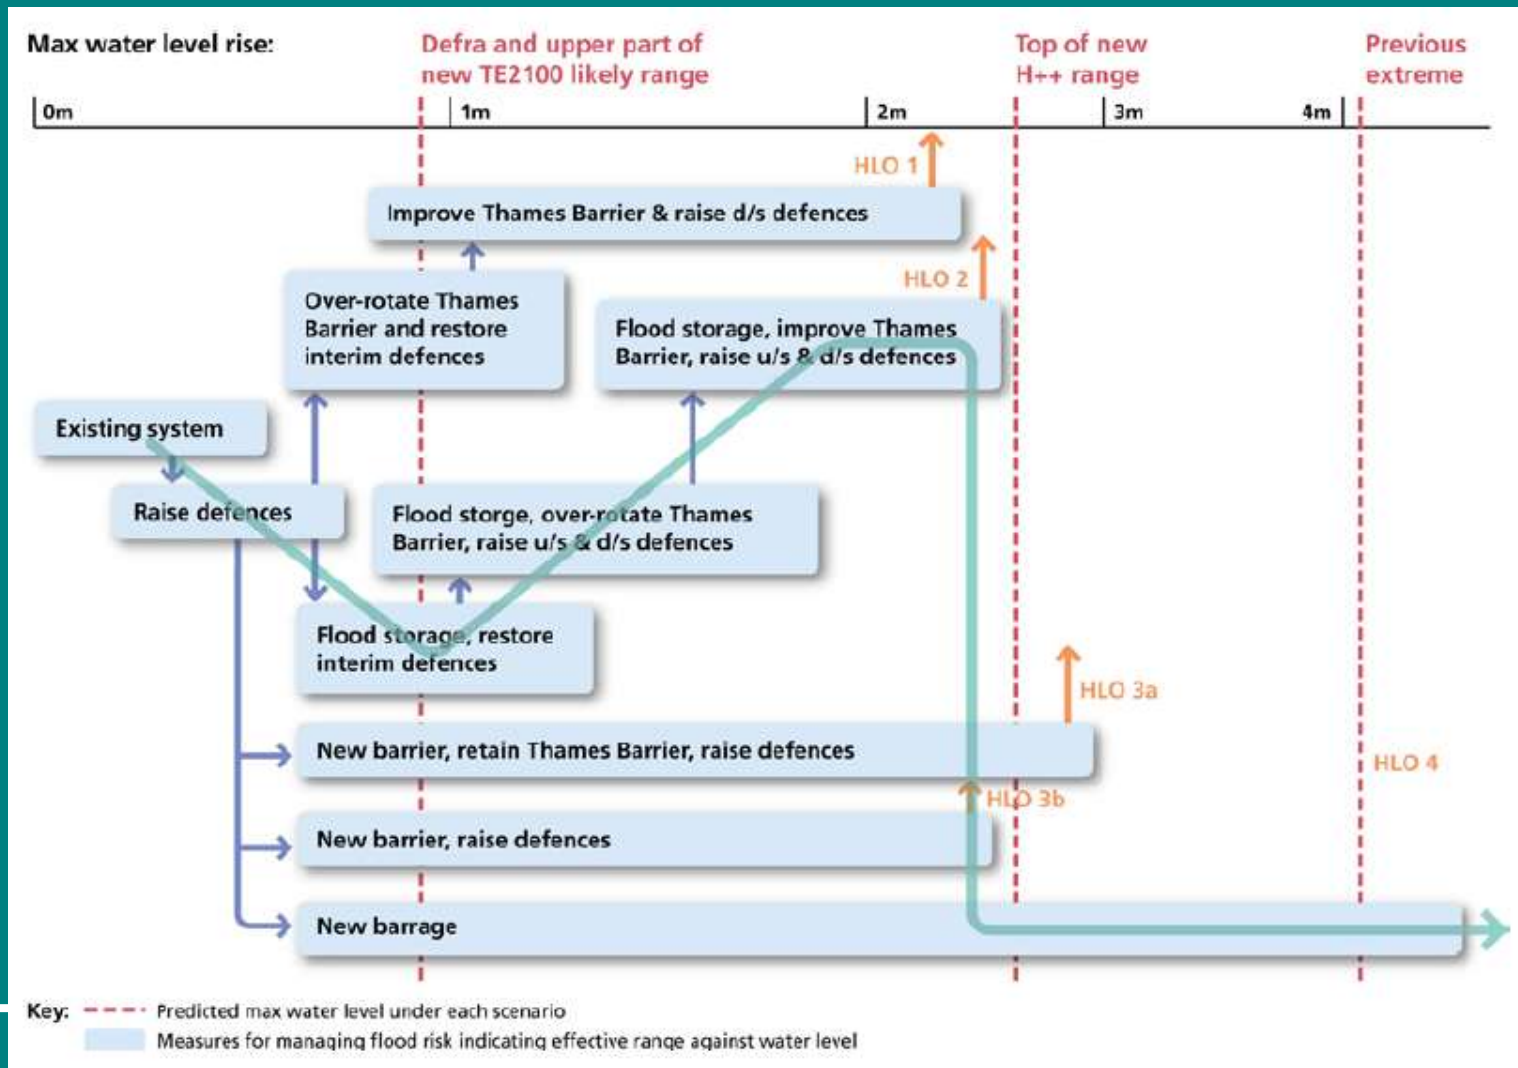 Max water level rise:
Defra and upper part of
new TE2100 likely range
Top of new
H++ range
Previous
extreme
0m
1m
2m
3m
4m
HLO 1
Improve Thames Barrier & raise d/s defences
HLO 2
Over-rotate Thames
Barrier and restore
interim defences
Flood storage, improve Thames
Barrier, raise u/s & d/s defences
Existing system
Raise defences
Flood storge, over-rotate Thames
Barrier, raise u/s & d/s defences
Flood storage, restore
interim defences
HLO 3a
New barrier, retain Thames Barrier, raise defences
HLO 4
HLO 3b
New barrier, raise defences
New barrage
Key:
Predicted max water level under each scenario
Measures for managing flood risk indicating effective range against water level